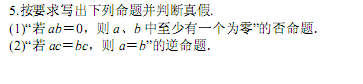 5.按要求写出下列命题并判断真假.
(1)“若 ab＝0，则 a、b 中至少有一个为零”的否命题.
(2)“若 ac＝bc，则 a＝b”的逆命题.